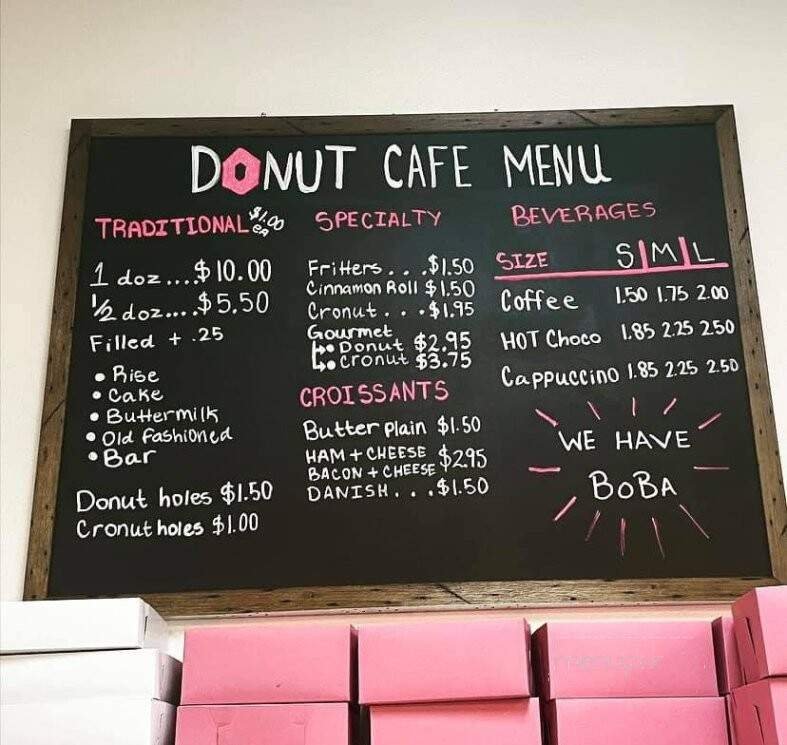 DONUT CAFE MENU
TRADITIONAL $1.00 ea
1 doz....$10.00
1/2 doz....$5.50
Filled + .25
• Rise
• Cake
• Buttermilk
• Old fashioned
• Bar
Donut holes $1.50
Cronut holes $1.00
SPECIALTY
Fritters...$1.50
Cinnamon Roll $1.50
Cronut...$1.95
Gourmet
• Donut $2.95
• Cronut $3.75
CROISSANTS
Butter plain $1.50
HAM + CHEESE
BACON + CHEESE $2.95
DANISH...$1.50
BEVERAGES
SIZE S|M|L
Coffee 1.50 1.75 2.00
HOT Choco 1.85 2.25 2.50
Cappuccino 1.85 2.25 2.50
WE HAVE
BOBA